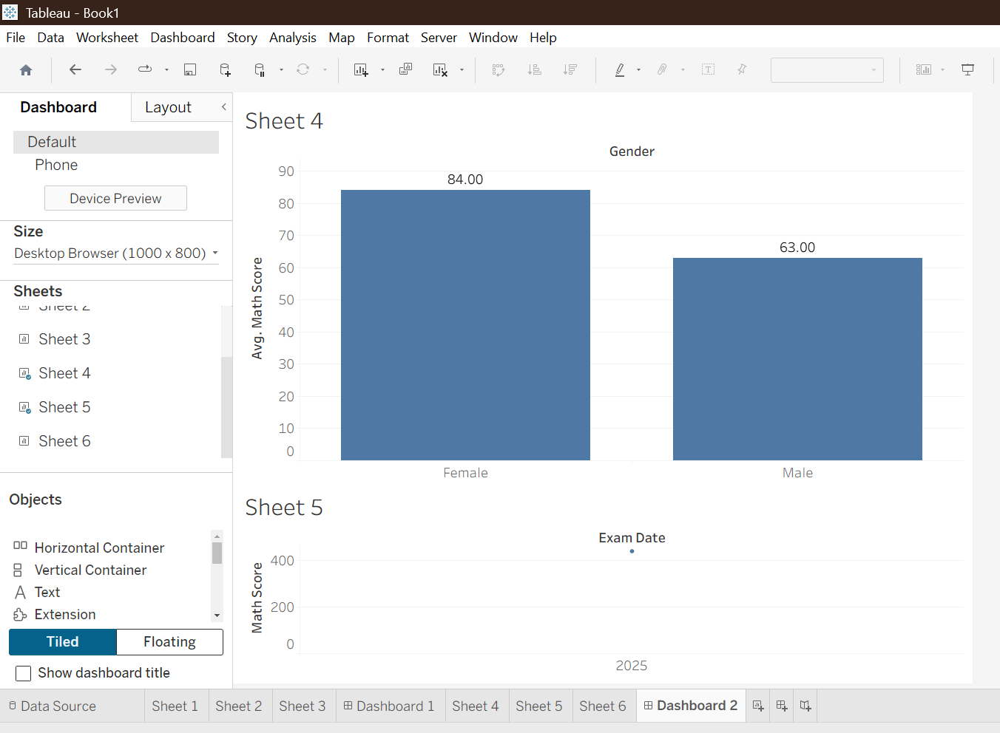 Tableau - Book1
File Data Worksheet Dashboard Story Analysis Map Format Server Window Help
Dashboard Layout
Default
Phone
Device Preview
Size
Desktop Browser (1000 x 800)
Sheets
Sheet 2
Sheet 3
Sheet 4
Sheet 5
Sheet 6
Objects
Horizontal Container
Vertical Container
Text
Extension
Tiled Floating
Show dashboard title
Sheet 4
Gender
Avg. Math Score
90
80
70
60
50
40
30
20
10
0
84.00
63.00
Female Male
Sheet 5
Exam Date
Math Score
400
200
0
2025
Data Source Sheet 1 Sheet 2 Sheet 3 Dashboard 1 Sheet 4 Sheet 5 Sheet 6 Dashboard 2